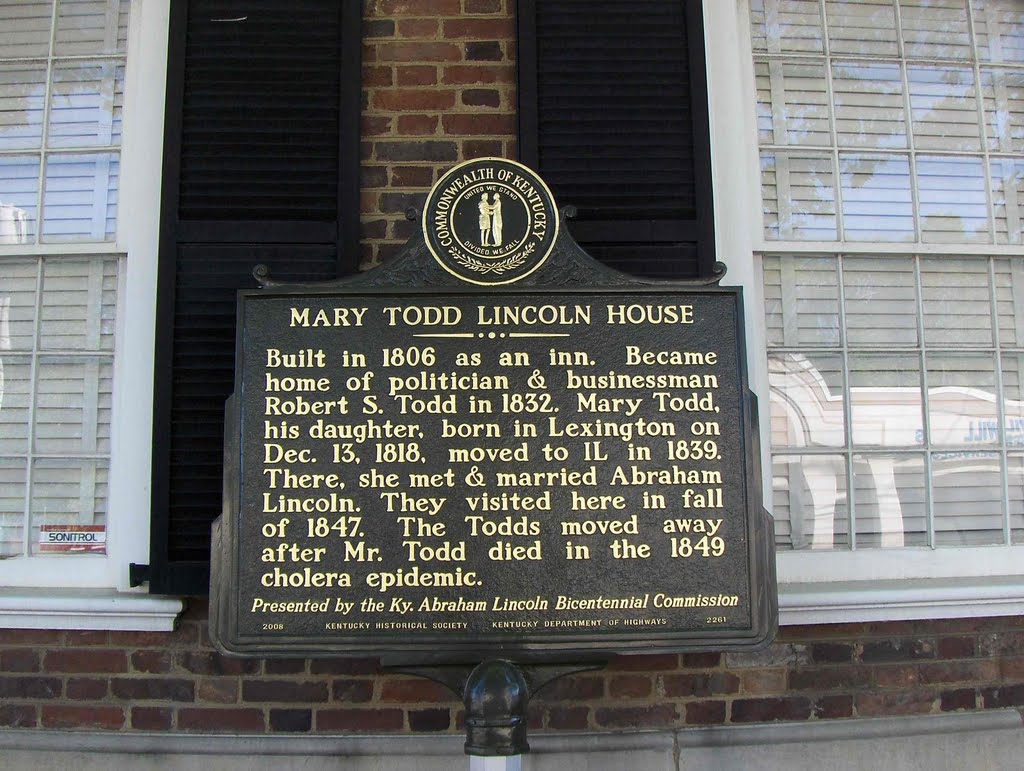 COMMONWEALTH OF KENTUCKY
UNITED WE STAND
DIVIDED WE FALL
MARY TODD LINCOLN HOUSE
Built in 1806 as an inn. Became
home of politician & businessman
Robert S. Todd in 1832. Mary Todd,
his daughter, born in Lexington on
Dec. 13, 1818, moved to IL in 1839.
There, she met & married Abraham
Lincoln. They visited here in fall
of 1847. The Todds moved away
after Mr. Todd died in the 1849
cholera epidemic.
Presented by the Ky. Abraham Lincoln Bicentennial Commission
2008 KENTUCKY HISTORICAL SOCIETY KENTUCKY DEPARTMENT OF HIGHWAYS 2261
SONITROL